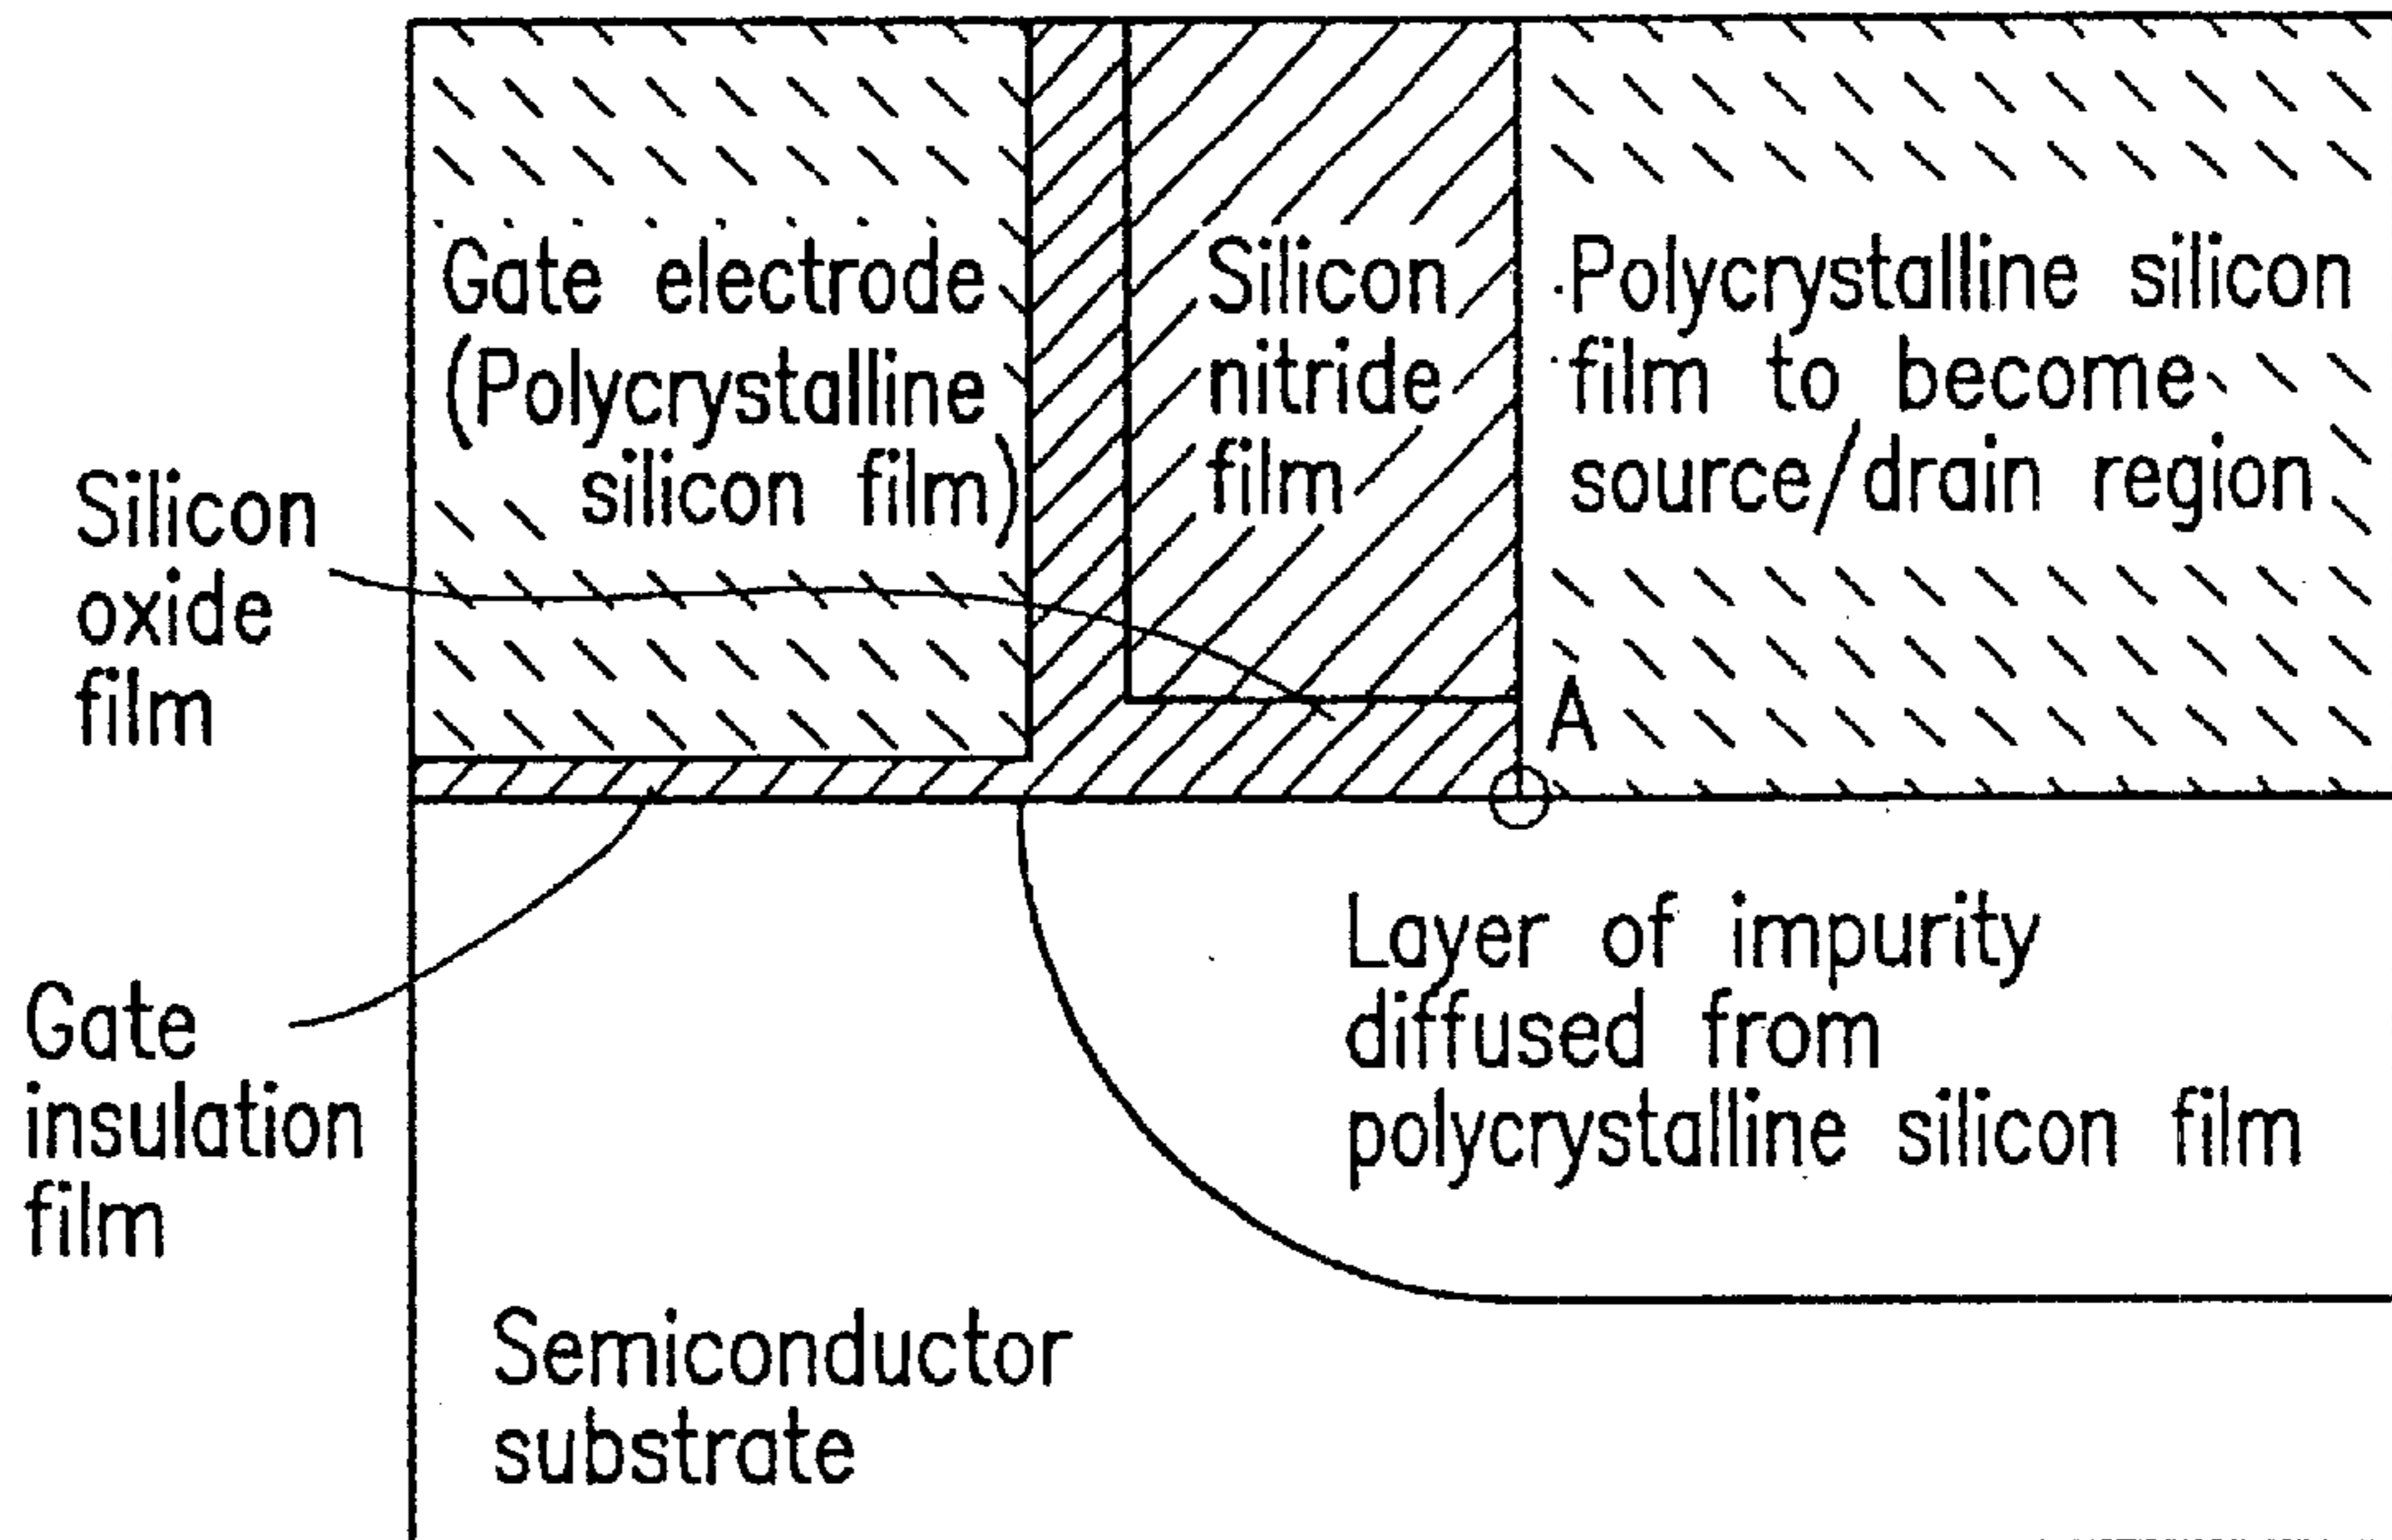 Gate electrode
(Polycrystalline
silicon film)
Silicon
nitride
film
Polycrystalline silicon
film to become
source/drain region
Silicon
oxide
film
A
Gate
insulation
film
Layer of impurity
diffused from
polycrystalline silicon film
Semiconductor
substrate